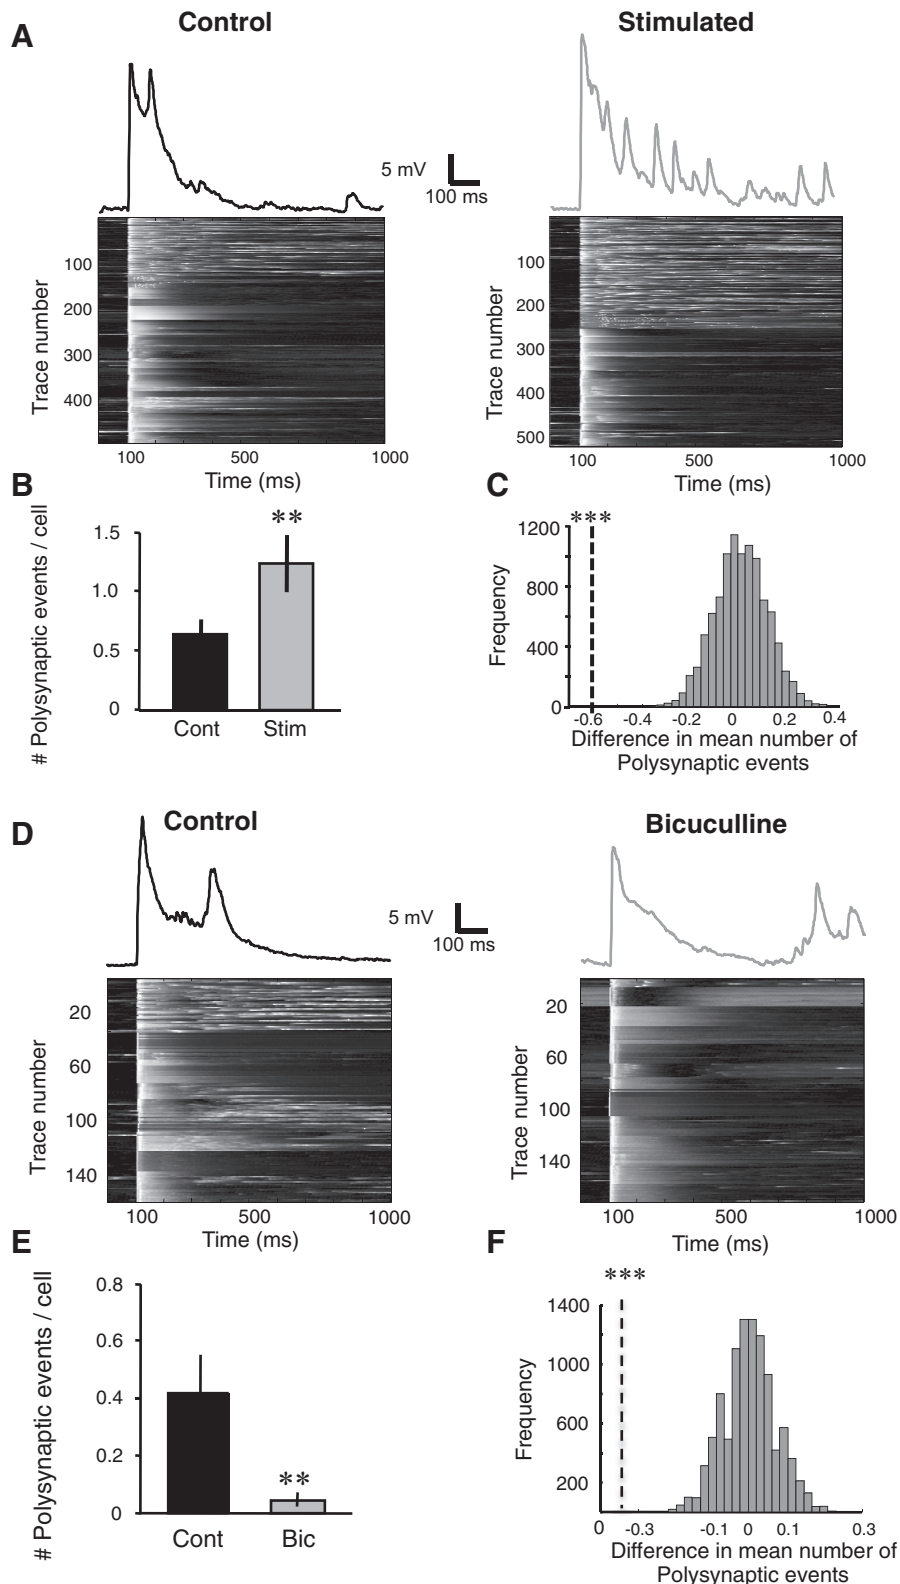 A
Control
Stimulated
5 mV
100 ms
Trace number
100
200
300
400
100
500
1000
Time (ms)
Trace number
100
200
300
400
500
100
500
1000
Time (ms)
B
# Polysynaptic events / cell
1.5
1.0
0.5
0
**
Cont
Stim
C
***
Frequency
1200
800
400
0
-0.6
-0.4
-0.2
0
0.2
0.4
Difference in mean number of
Polysynaptic events
D
Control
Bicuculline
5 mV
100 ms
Trace number
20
60
100
140
100
500
1000
Time (ms)
Trace number
20
60
100
140
100
500
1000
Time (ms)
E
# Polysynaptic events / cell
0.8
0.6
0.4
0.2
0
**
Cont
Bic
F
***
Frequency
1400
1000
600
200
0
-0.3
-0.1
0
0.1
0.3
Difference in mean number of
Polysynaptic events